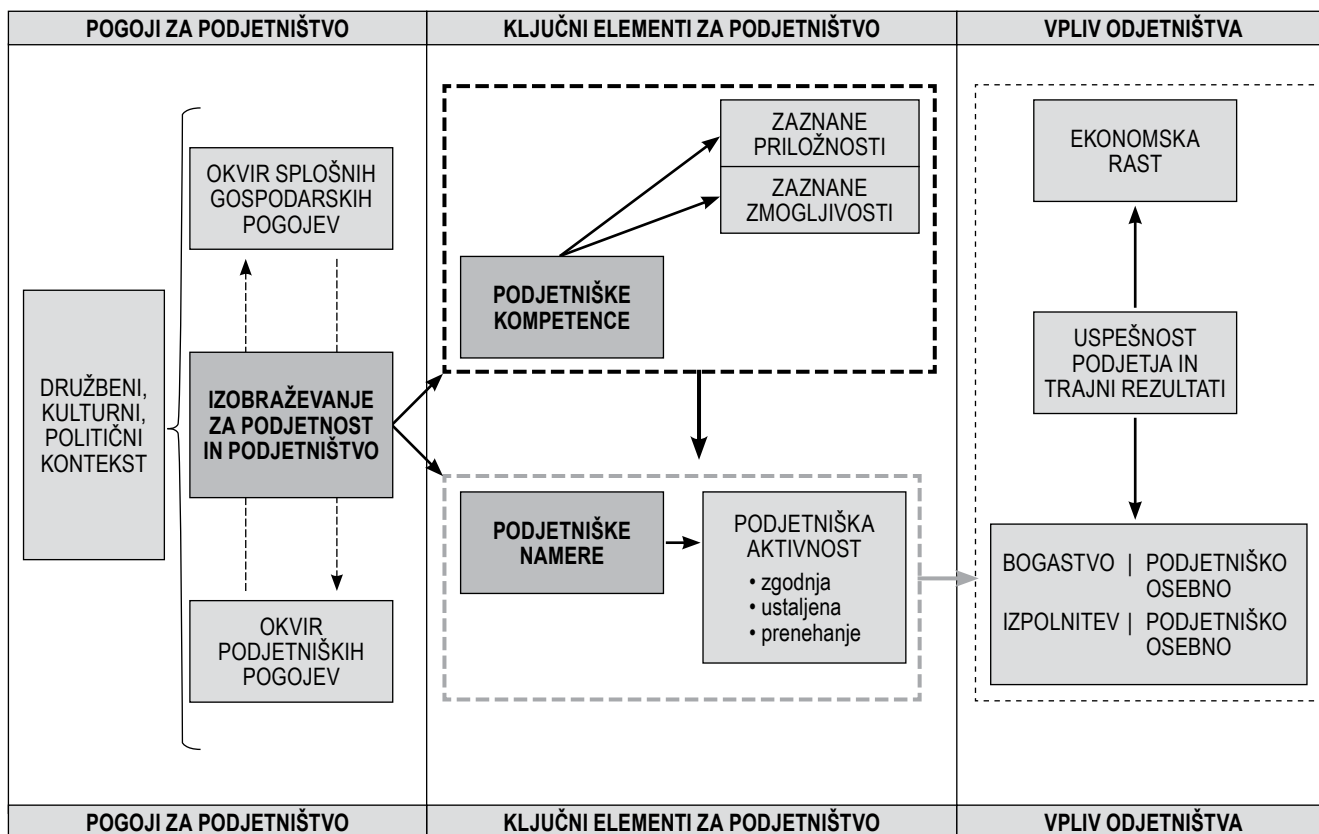 POGOJI ZA PODJETNIŠTVO
KLJUČNI ELEMENTI ZA PODJETNIŠTVO
VPLIV ODJETNIŠTVA
DRUŽBENI,
KULTURNI,
POLITIČNI
KONTEKST
OKVIR SPLOŠNIH
GOSPODARSKIH
POGOJEV
IZOBRAŽEVANJE
ZA PODJETNOST
IN PODJETNIŠTVO
OKVIR
PODJETNIŠKIH
POGOJEV
ZAZNANE
PRILOŽNOSTI
ZAZNANE
ZMOGLJIVOSTI
PODJETNIŠKE
KOMPETENCE
PODJETNIŠKE
NAMERE
PODJETNIŠKA
AKTIVNOST
• zgodnja
• ustaljena
• prenehanje
EKONOMSKA
RAST
USPEŠNOST
PODJETJA IN
TRAJNI REZULTATI
BOGASTVO | PODJETNIŠKO
OSEBNO
IZPOLNITEV | PODJETNIŠKO
OSEBNO
POGOJI ZA PODJETNIŠTVO
KLJUČNI ELEMENTI ZA PODJETNIŠTVO
VPLIV ODJETNIŠTVA